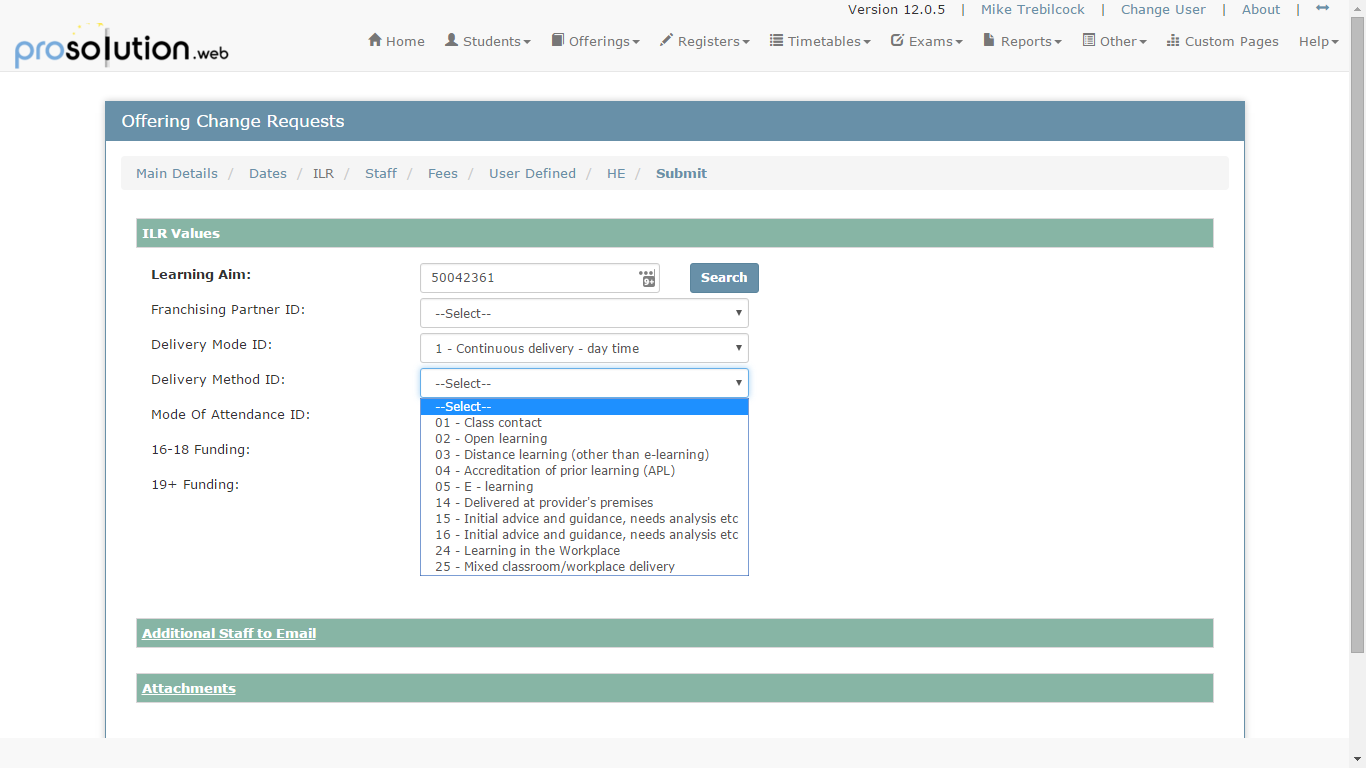 Version 12.0.5 | Mike Trebilcock | Change User | About |
prosolution.web
Home Students Offerings Registers Timetables Exams Reports Other Custom Pages Help
Offering Change Requests
Main Details / Dates / ILR / Staff / Fees / User Defined / HE / Submit
ILR Values
Learning Aim: 50042361 9+ Search
Franchising Partner ID: --Select--
Delivery Mode ID: 1 - Continuous delivery - day time
Delivery Method ID: --Select--
--Select--
Mode Of Attendance ID:
16-18 Funding:
19+ Funding:
01 - Class contact
02 - Open learning
03 - Distance learning (other than e-learning)
04 - Accreditation of prior learning (APL)
05 - E - learning
14 - Delivered at provider's premises
15 - Initial advice and guidance, needs analysis etc
16 - Initial advice and guidance, needs analysis etc
24 - Learning in the Workplace
25 - Mixed classroom/workplace delivery
Additional Staff to Email
Attachments